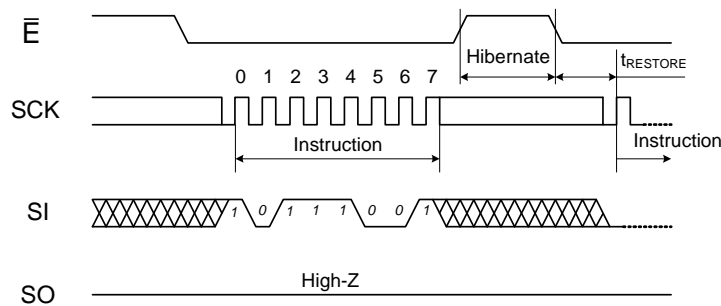 Ē
Hibernate
tRESTORE
0 1 2 3 4 5 6 7
SCK
Instruction
Instruction
SI
1 0 1 1 1 0 0 1
High-Z
SO